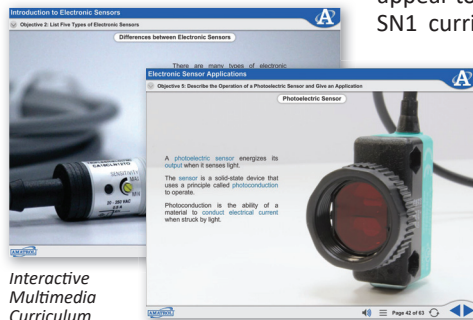 appear to
SN1 curri
Introduction to Electronic Sensors
Objective 2: List Five Types of Electronic Sensors
Differences between Electronic Sensors
There are many types of electronic
SENSITIVITY
20 - 250 VAC
AMATROL
Electronic Sensor Applications
Objective 5: Describe the Operation of a Photoelectric Sensor and Give an Application
Photoelectric Sensor
A photoelectric sensor energizes its
output when it senses light.
The sensor is a solid-state device that
uses a principle called photoconduction
to operate.
Photoconduction is the ability of a
material to conduct electrical current
when struck by light.
AMATROL
Page 42 of 63
Interactive
Multimedia
Curriculum